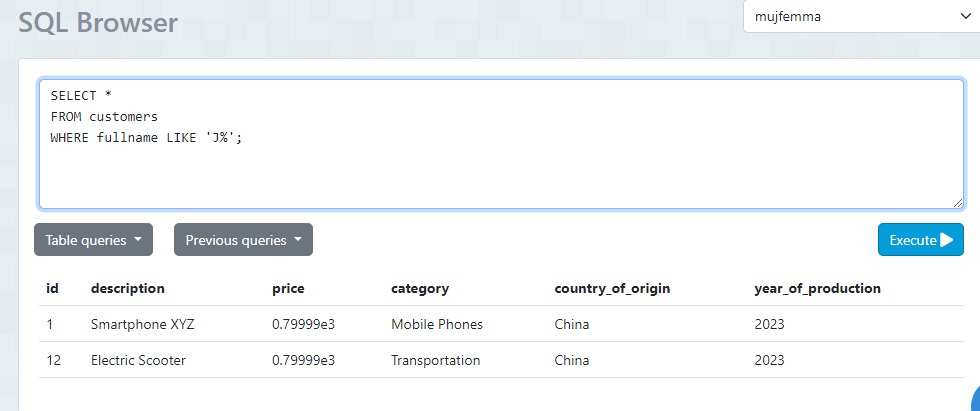 SQL Browser
mujfemma
SELECT *
FROM customers
WHERE fullname LIKE 'J%';
Table queries
Previous queries
Execute
id description price category country_of_origin year_of_production
1 Smartphone XYZ 0.79999e3 Mobile Phones China 2023
12 Electric Scooter 0.79999e3 Transportation China 2023